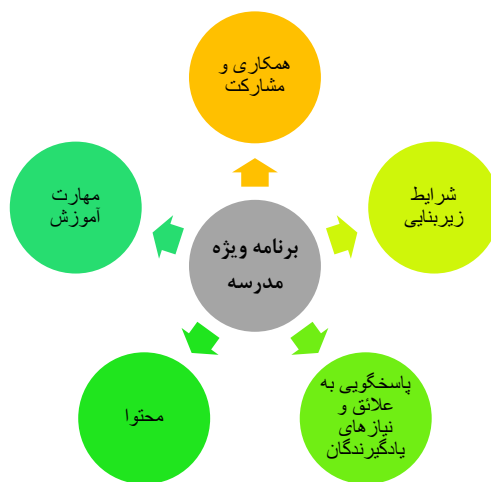 همکاری و
مشارکت
شرایط
زیربنایی
پاسخگویی به
علائق و
نیازهای
یادگیرندگان
محتوا
مهارت
آموزش
برنامه ویژه
مدرسه